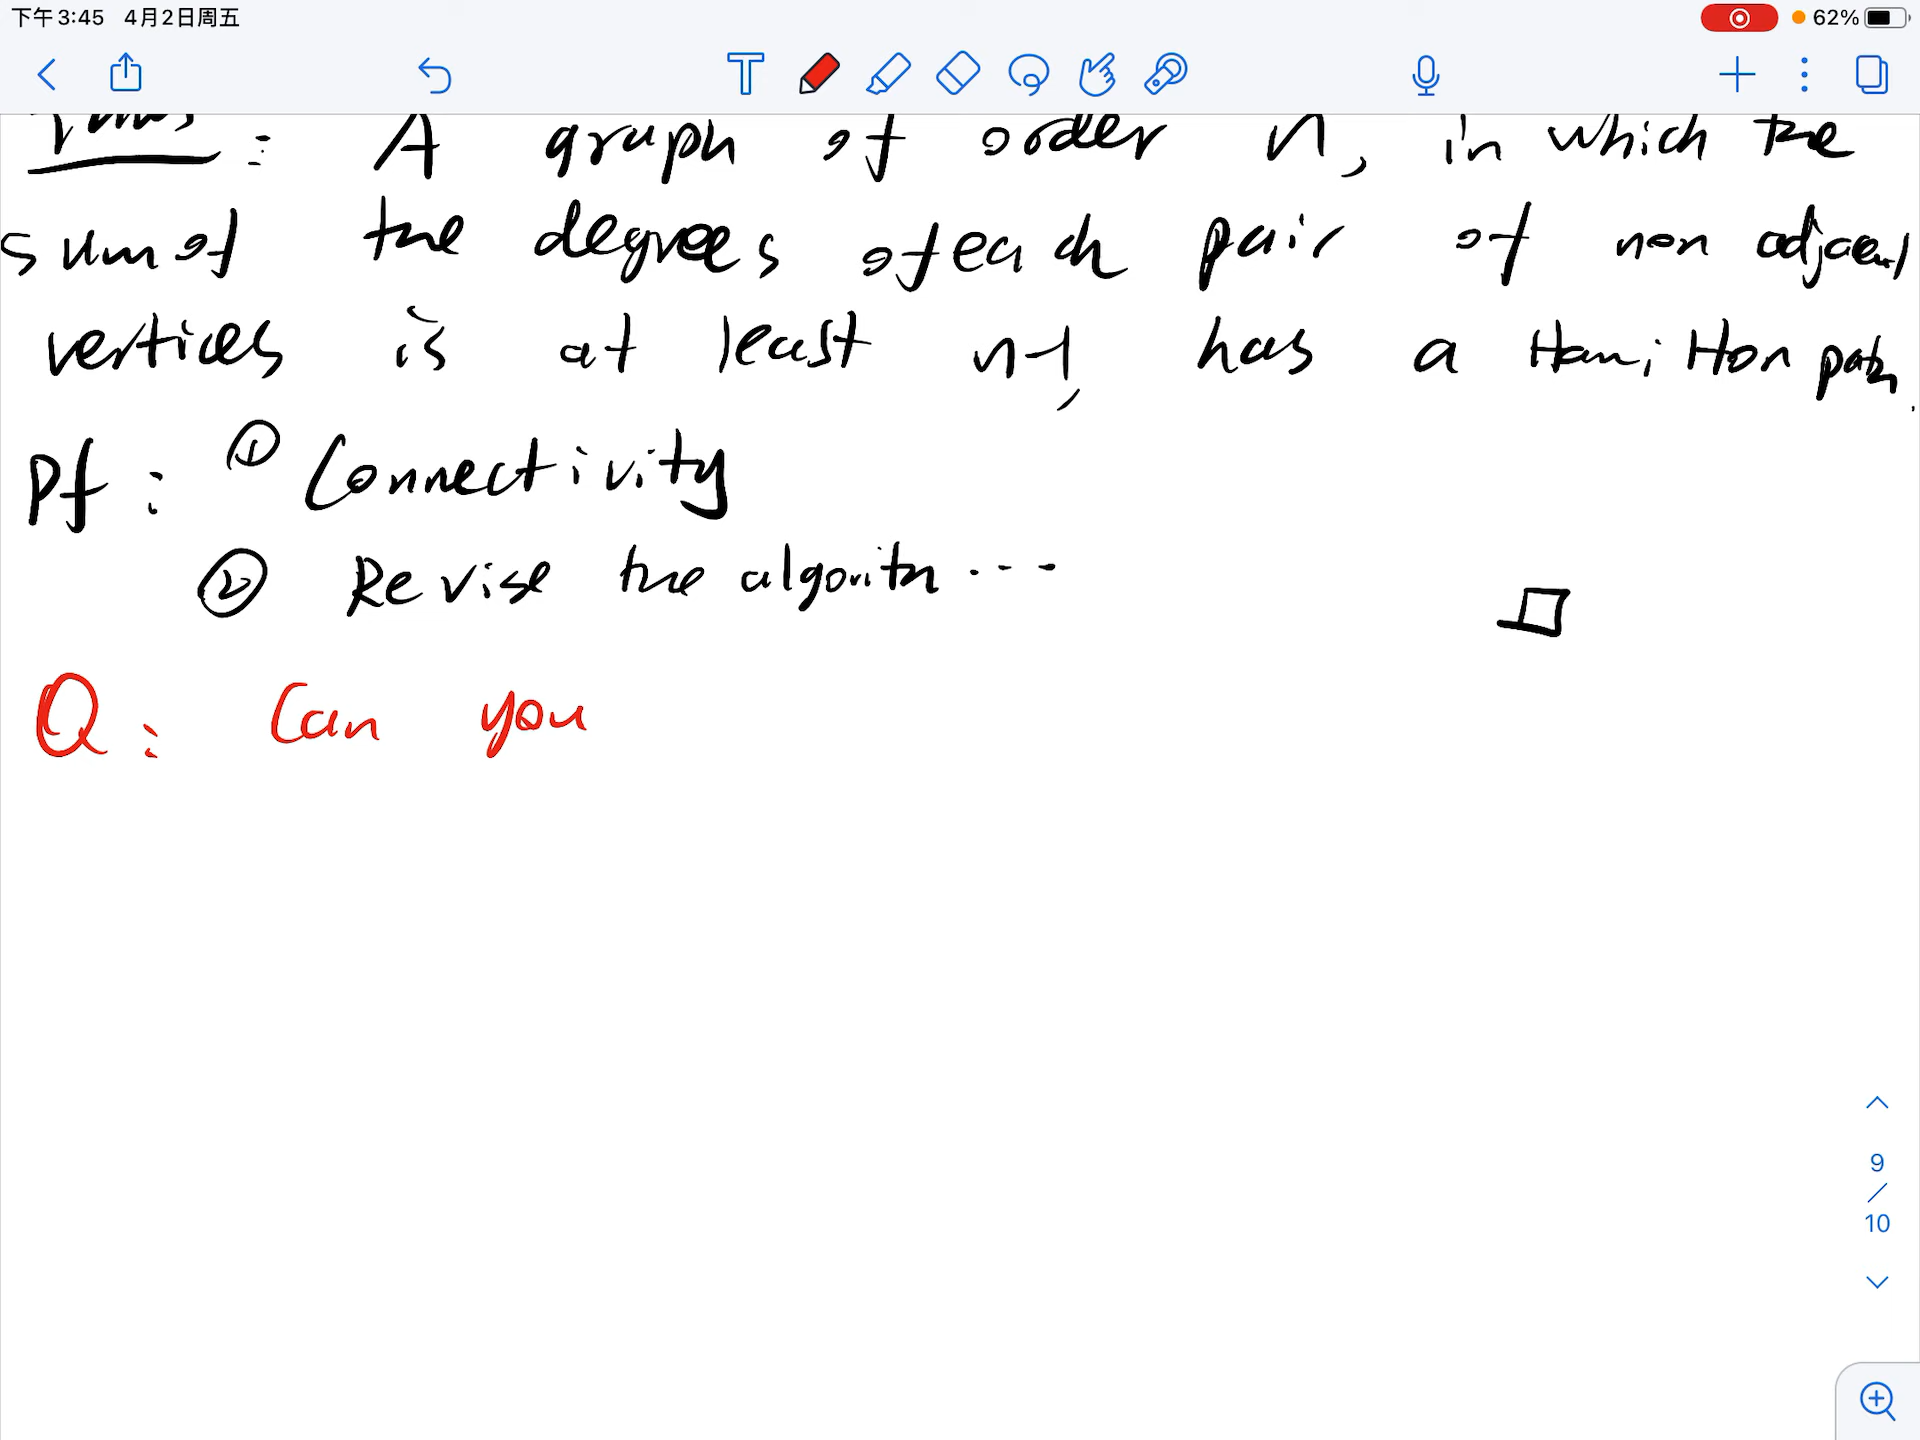 下午3:45 4月2日周五
62%
: A graph of order n, in which the
sum of the degrees of each pair of non adjacent
vertices is at least n-1, has a Hamilton path.
Pf: ① Connectivity
② Revise the algorithm ...
Q: Can you
9
/
10